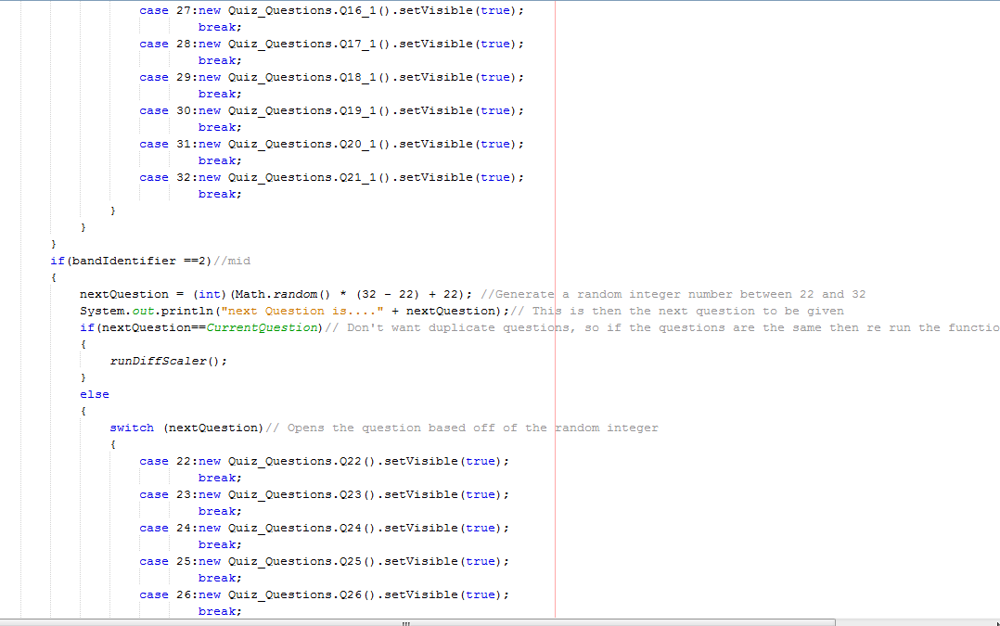 case 27:new Quiz_Questions.Q16_1().setVisible(true);
break;
case 28:new Quiz_Questions.Q17_1().setVisible(true);
break;
case 29:new Quiz_Questions.Q18_1().setVisible(true);
break;
case 30:new Quiz_Questions.Q19_1().setVisible(true);
break;
case 31:new Quiz_Questions.Q20_1().setVisible(true);
break;
case 32:new Quiz_Questions.Q21_1().setVisible(true);
break;
}
}
}
if(bandIdentifier ==2)//mid
{
nextQuestion = (int)(Math.random() * (32 - 22) + 22); //Generate a random integer number between 22 and 32
System.out.println("next Question is...." + nextQuestion);// This is then the next question to be given
if(nextQuestion==CurrentQuestion)// Don't want duplicate questions, so if the questions are the same then re run the functio
{
runDiffScaler();
}
else
{
switch (nextQuestion)// Opens the question based off of the random integer
{
case 22:new Quiz_Questions.Q22().setVisible(true);
break;
case 23:new Quiz_Questions.Q23().setVisible(true);
break;
case 24:new Quiz_Questions.Q24().setVisible(true);
break;
case 25:new Quiz_Questions.Q25().setVisible(true);
break;
case 26:new Quiz_Questions.Q26().setVisible(true);
break;